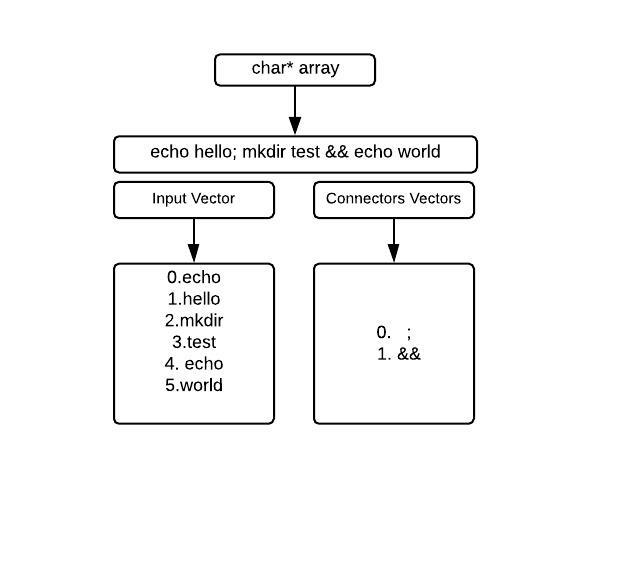 char* array
echo hello; mkdir test && echo world
Input Vector
Connectors Vectors
0.echo
1.hello
2.mkdir
3.test
4. echo
5.world
0. ;
1. &&